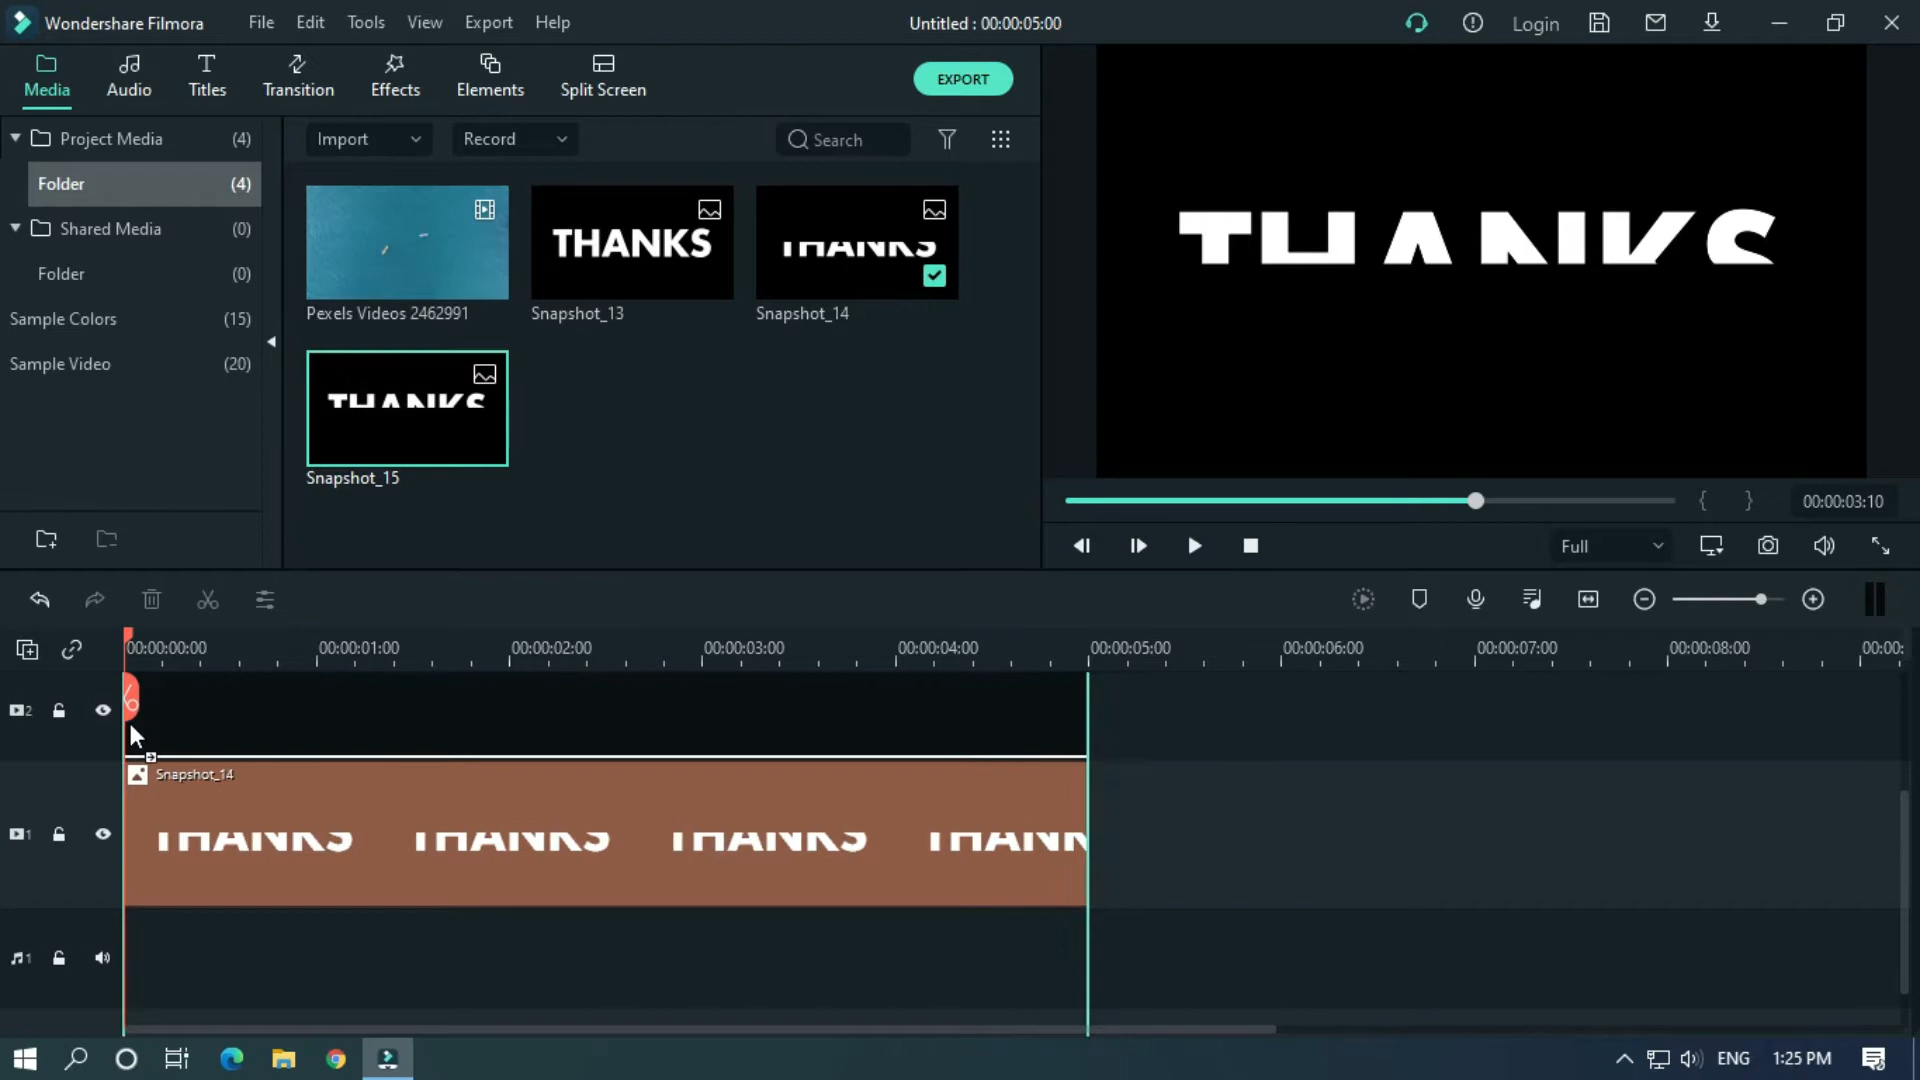 Wondershare Filmora File Edit Tools View Export Help Untitled : 00:00:05:00 Login
Media Audio Titles Transition Effects Elements Split Screen EXPORT
Project Media (4) Import Record Search
Folder (4)
Shared Media (0)
Folder (0)
Sample Colors (15)
Sample Video (20)
THANKS
THANKS
Pexels Videos 2462991 Snapshot_13 Snapshot_14
THANKS
Snapshot_15
THANKS
00:00:03:10
Full
00:00:00:00 00:00:01:00 00:00:02:00 00:00:03:00 00:00:04:00 00:00:05:00 00:00:06:00 00:00:07:00 00:00:08:00 00:00:
2
Snapshot_14
1
THANKS THANKS THANKS THANK
1
ENG 1:25 PM